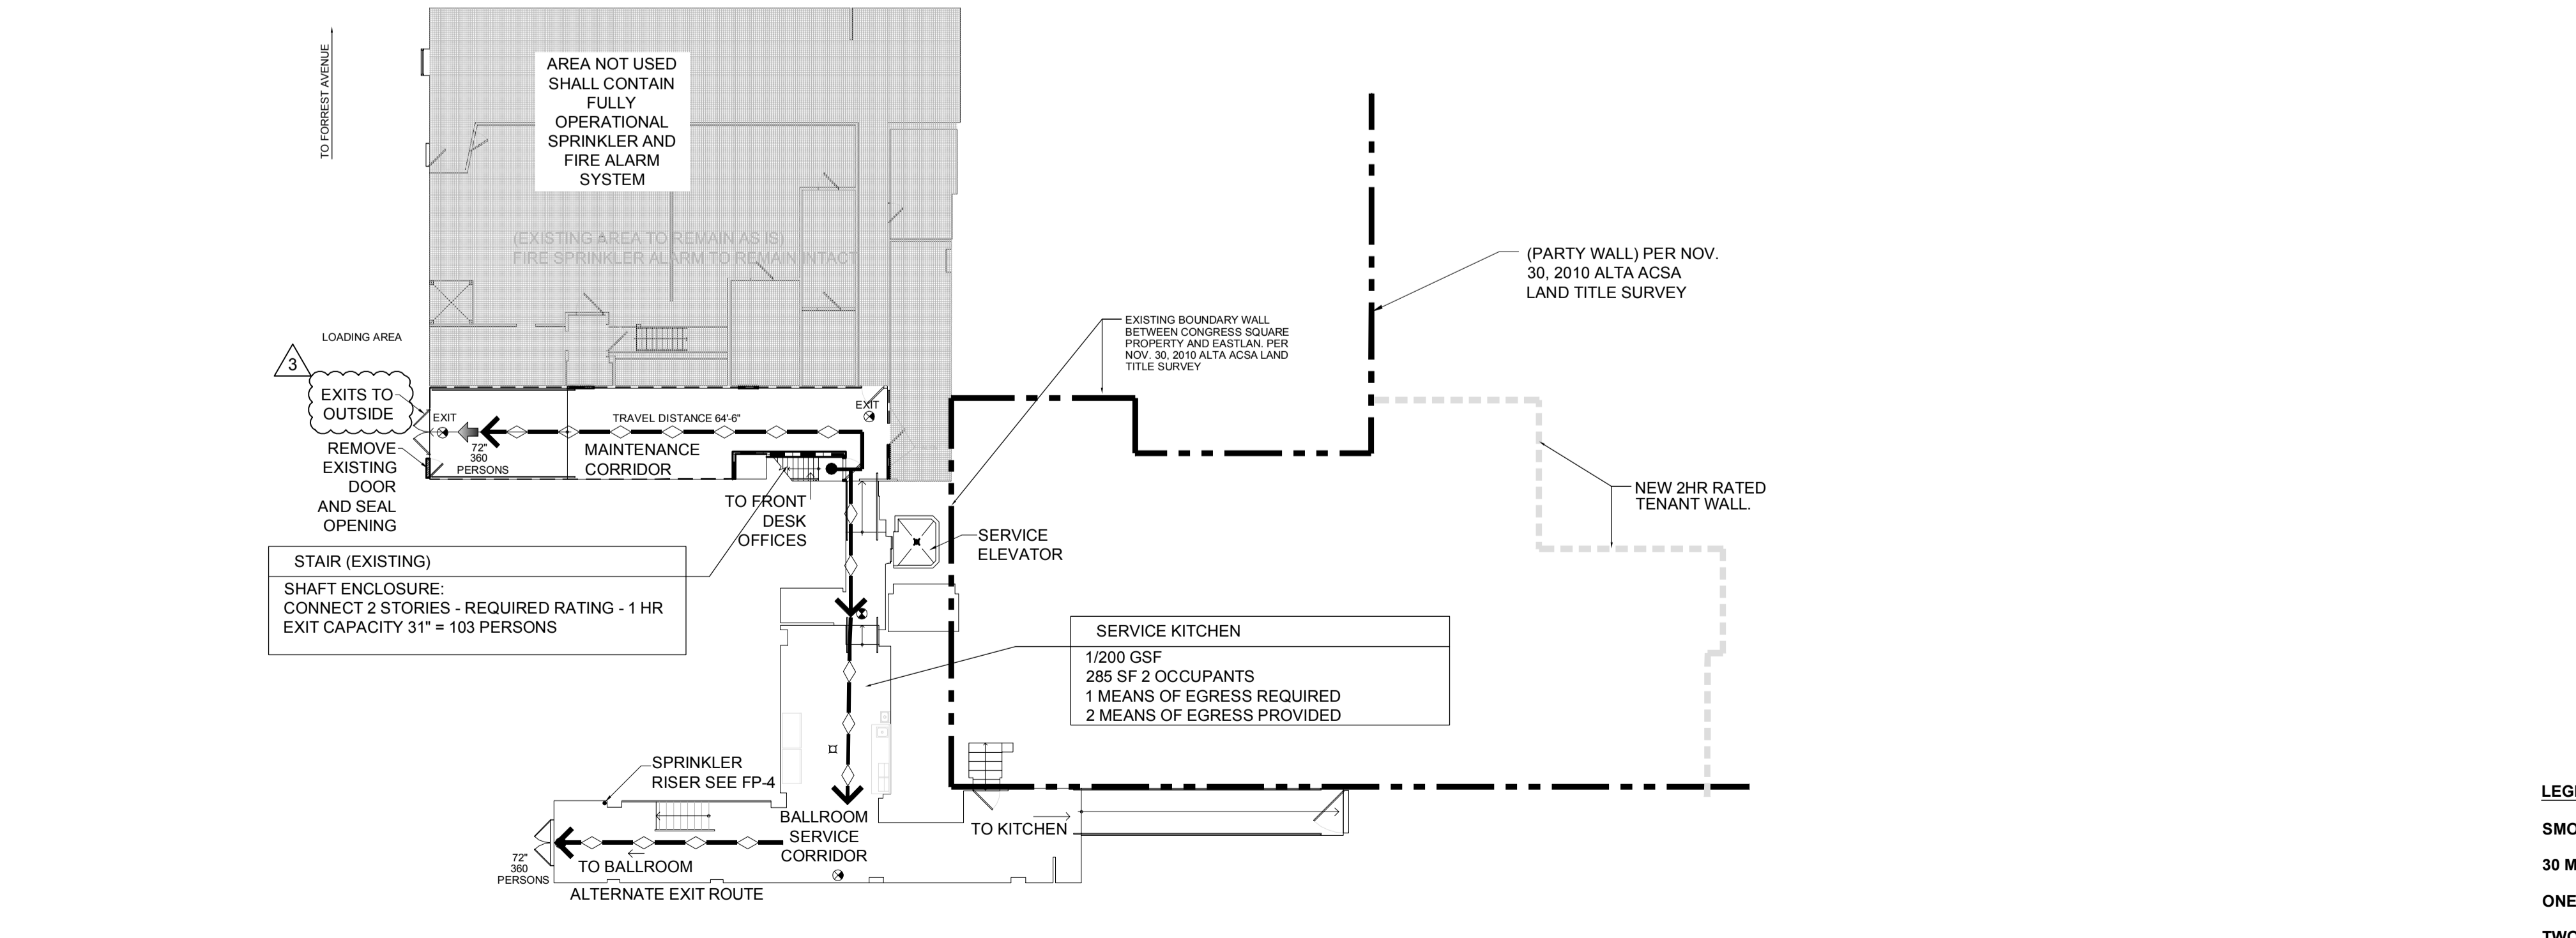 TO FORREST AVENUE
AREA NOT USED
SHALL CONTAIN
FULLY
OPERATIONAL
SPRINKLER AND
FIRE ALARM
SYSTEM
(EXISTING AREA TO REMAIN AS IS)
FIRE SPRINKLER ALARM TO REMAIN INTACT
(PARTY WALL) PER NOV.
30, 2010 ALTA ACSA
LAND TITLE SURVEY
EXISTING BOUNDARY WALL
BETWEEN CONGRESS SQUARE
PROPERTY AND EASTLAN. PER
NOV. 30, 2010 ALTA ACSA LAND
TITLE SURVEY
LOADING AREA
3
EXITS TO
OUTSIDE
EXIT
TRAVEL DISTANCE 64'-6"
EXIT
72"
360
PERSONS
MAINTENANCE
CORRIDOR
REMOVE
EXISTING
DOOR
AND SEAL
OPENING
TO FRONT
DESK
OFFICES
SERVICE
ELEVATOR
NEW 2HR RATED
TENANT WALL.
STAIR (EXISTING)
SHAFT ENCLOSURE:
CONNECT 2 STORIES - REQUIRED RATING - 1 HR
EXIT CAPACITY 31" = 103 PERSONS
SERVICE KITCHEN
1/200 GSF
285 SF 2 OCCUPANTS
1 MEANS OF EGRESS REQUIRED
2 MEANS OF EGRESS PROVIDED
SPRINKLER
RISER SEE FP-4
BALLROOM
SERVICE
CORRIDOR
TO KITCHEN
72"
360
PERSONS
TO BALLROOM
ALTERNATE EXIT ROUTE
LEG
SMO
30 M
ONE
TWO